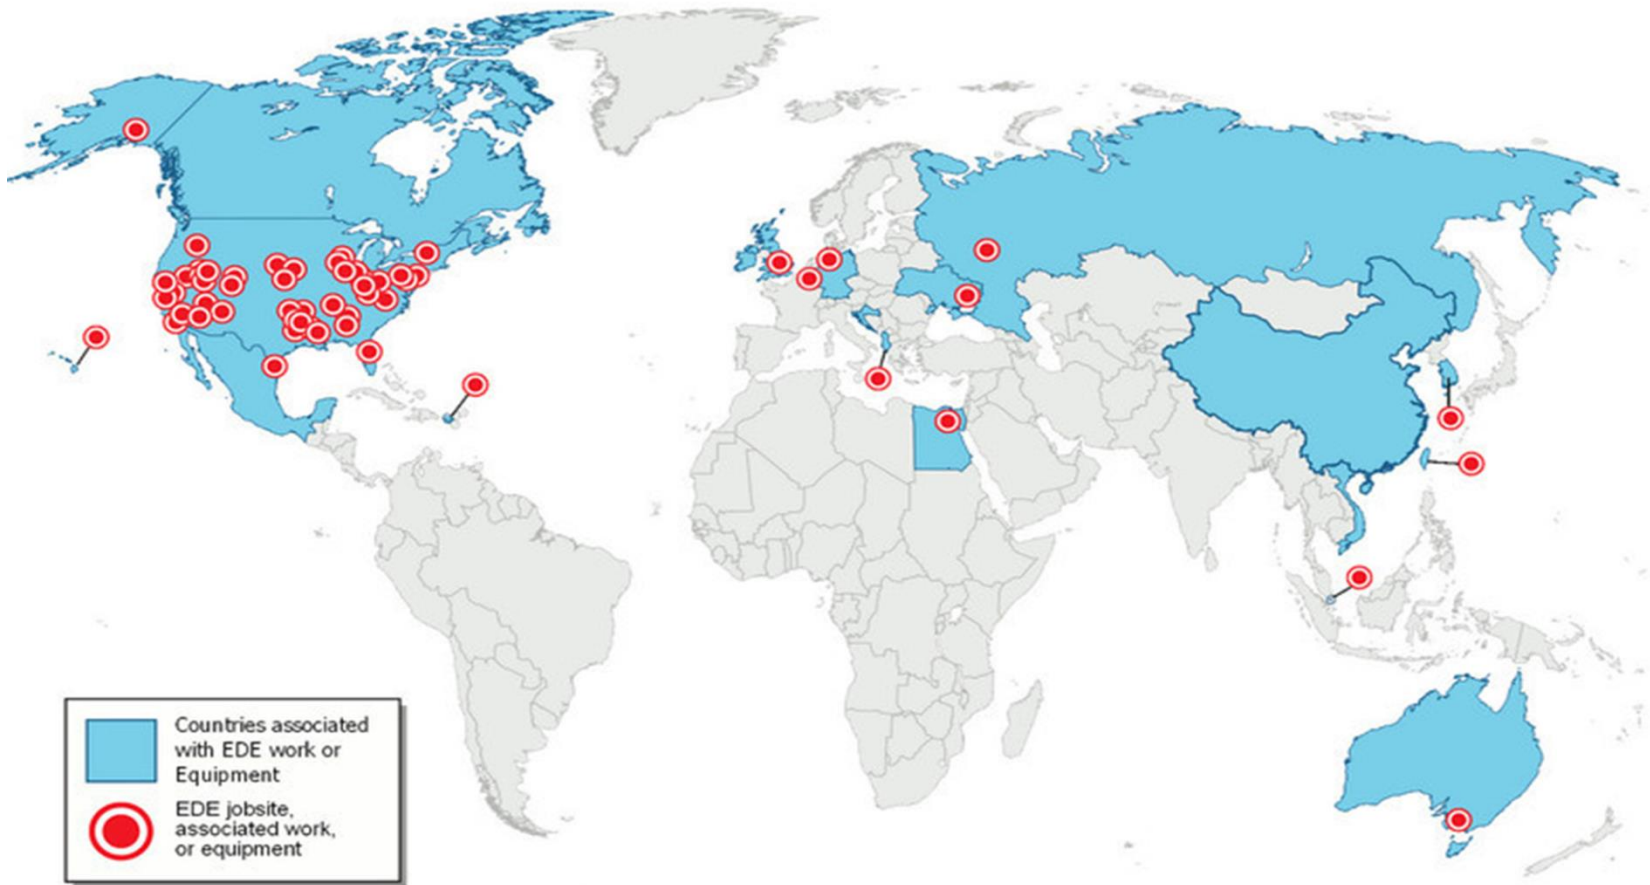 Countries associated
with EDE work or
Equipment
EDE jobsite,
associated work,
or equipment